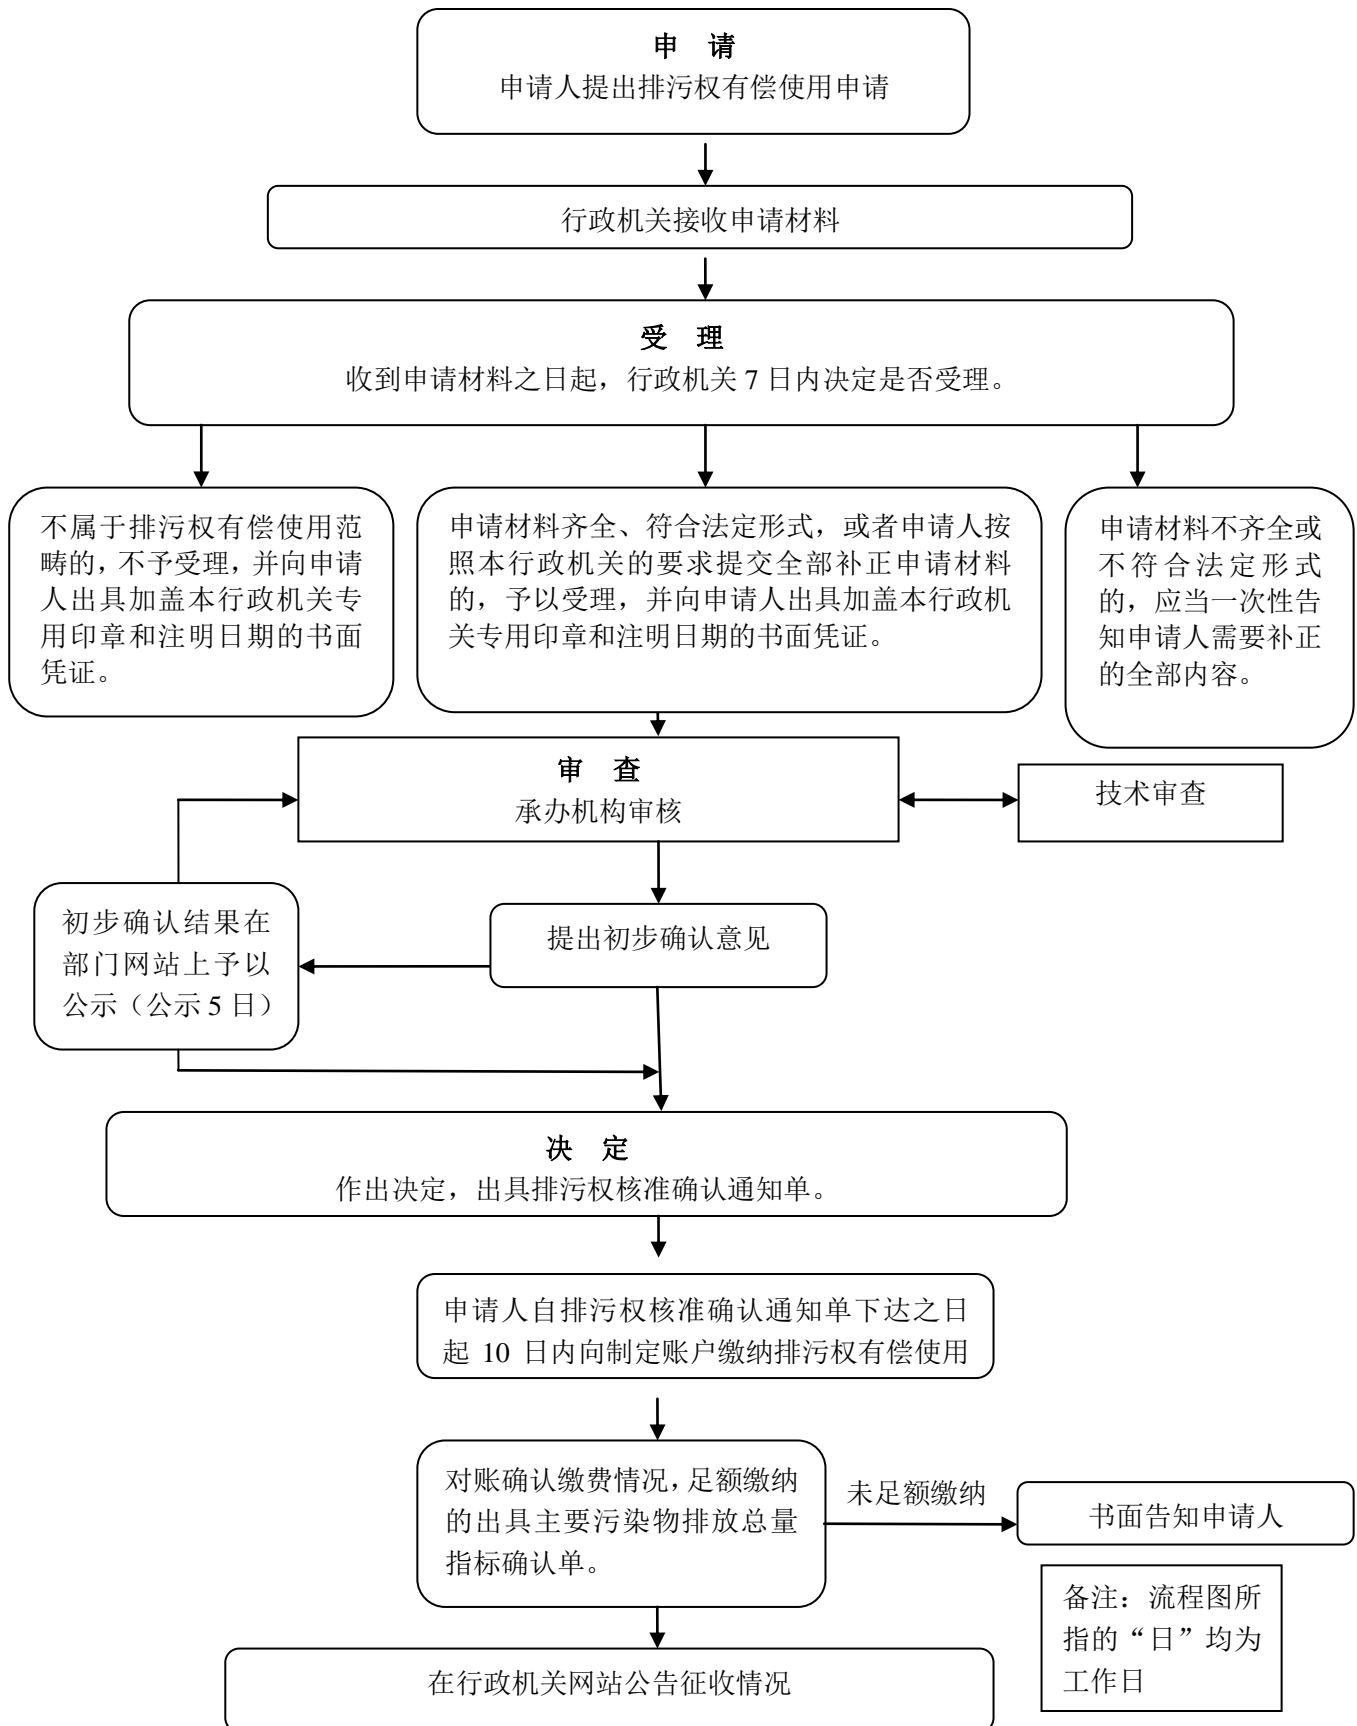 申 请
申请人提出排污权有偿使用申请
行政机关接收申请材料
受 理
收到申请材料之日起，行政机关 7 日内决定是否受理。
不属于排污权有偿使用范
畴的，不予受理，并向申请
人出具加盖本行政机关专
用印章和注明日期的书面
凭证。
申请材料齐全、符合法定形式，或者申请人按
照本行政机关的要求提交全部补正申请材料
的，予以受理，并向申请人出具加盖本行政机
关专用印章和注明日期的书面凭证。
申请材料不齐全或
不符合法定形式
的，应当一次性告
知申请人需要补正
的全部内容。
审 查
承办机构审核
技术审查
初步确认结果在
部门网站上予以
公示（公示 5 日）
提出初步确认意见
决 定
作出决定，出具排污权核准确认通知单。
申请人自排污权核准确认通知单下达之日
起 10 日内向制定账户缴纳排污权有偿使用
对账确认缴费情况，足额缴纳
的出具主要污染物排放总量
指标确认单。
未足额缴纳
书面告知申请人
备注：流程图所
指的“日”均为
工作日
在行政机关网站公告征收情况